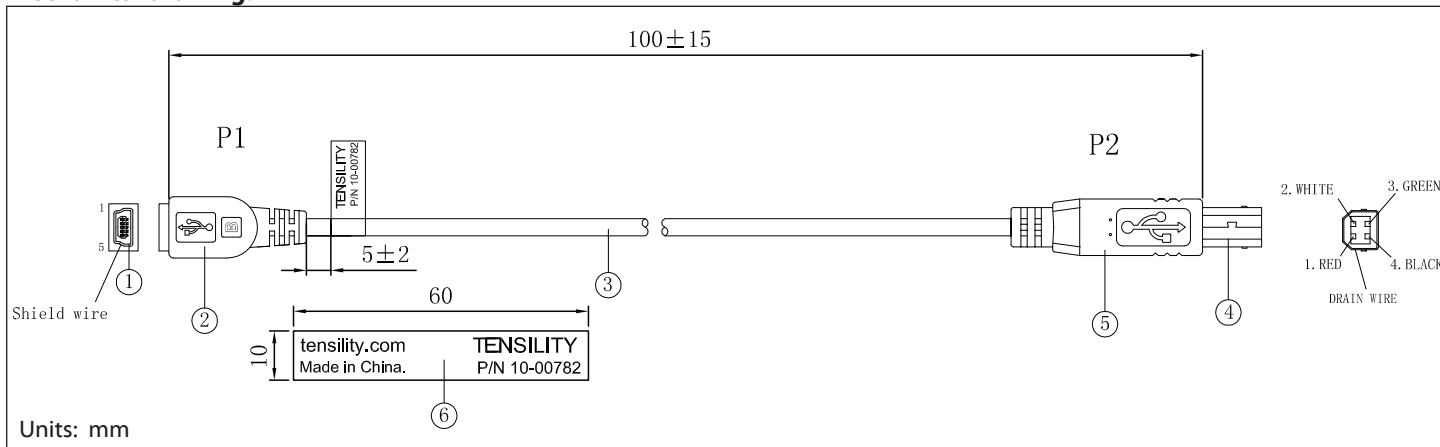 100±15
P1
P2
TENSILITY
P/N 10-00782
2. WHITE
3. GREEN
1
5
5±2
1. RED
4. BLACK
1
3
DRAIN WIRE
Shield wire
2
60
5
4
10
tensility.com
TENSILITY
Made in China.
P/N 10-00782
6
Units: mm